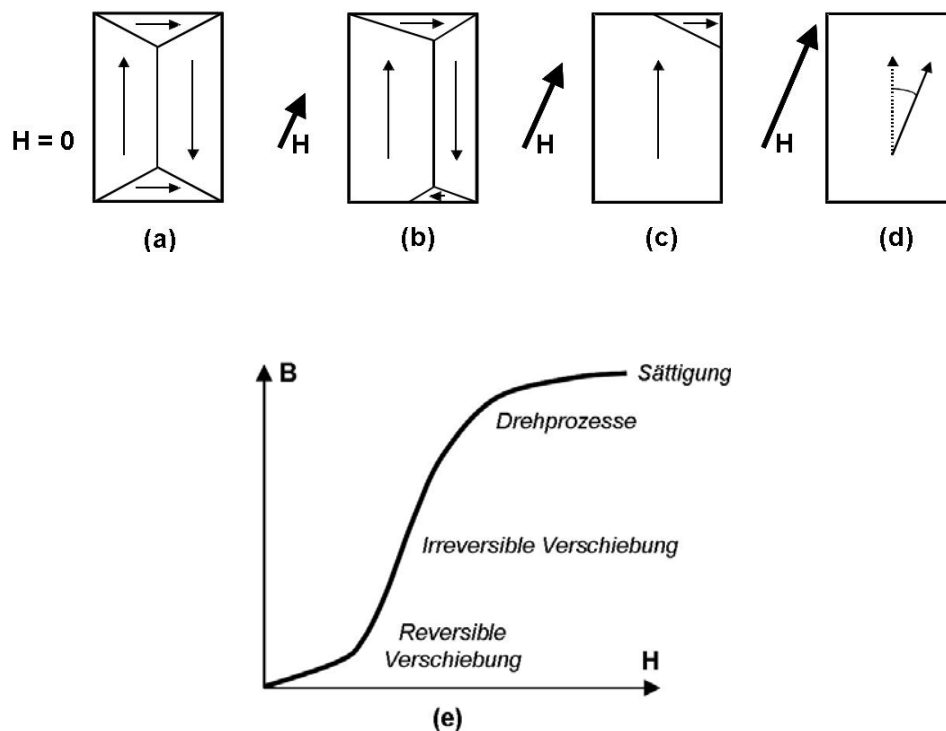 H = 0
H
H
H
(a)
(b)
(c)
(d)
B
Sättigung
Drehprozesse
Irreversible Verschiebung
Reversible
Verschiebung
H
(e)